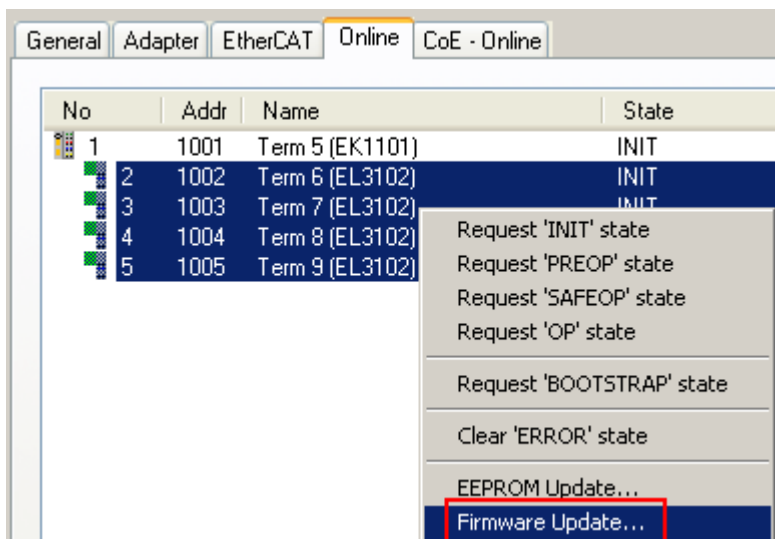 General Adapter EtherCAT Online CoE - Online
No Addr Name State
1 1001 Term 5 (EK1101) INIT
2 1002 Term 6 (EL3102) INIT
3 1003 Term 7 (EL3102) INIT
4 1004 Term 8 (EL3102)
5 1005 Term 9 (EL3102)
Request 'INIT' state
Request 'PREOP' state
Request 'SAFEOP' state
Request 'OP' state
Request 'BOOTSTRAP' state
Clear 'ERROR' state
EEPROM Update...
Firmware Update...